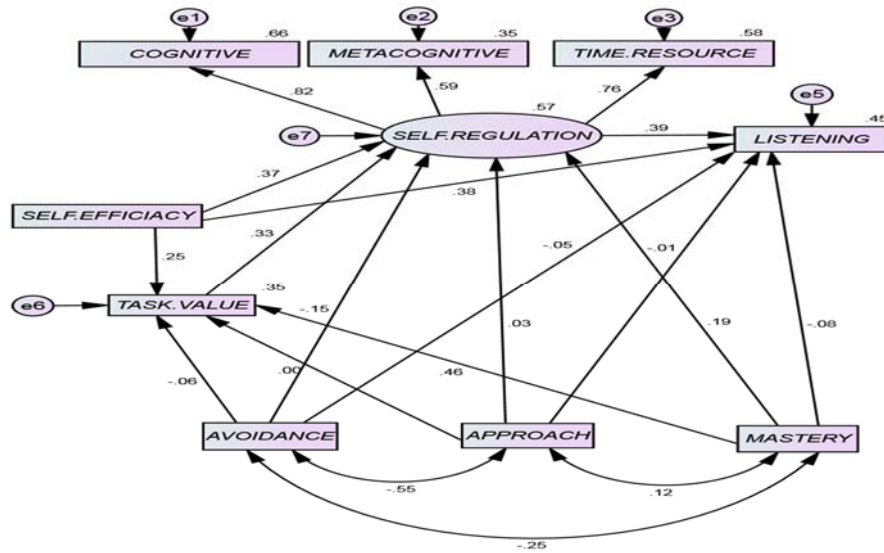 e1
e2
e3
.66
.35
.58
COGNITIVE
METACOGNITIVE
TIME.RESOURCE
.82
.59
.76
.57
e5
e7
SELF.REGULATION
.39
.45
LISTENING
.37
.38
SELF.EFFICIACY
.33
-.05
-.01
.25
.35
e6
TASK.VALUE
-.15
.03
.19
-.08
-.06
.00
.46
AVOIDANCE
APPROACH
MASTERY
-.55
.12
-.25